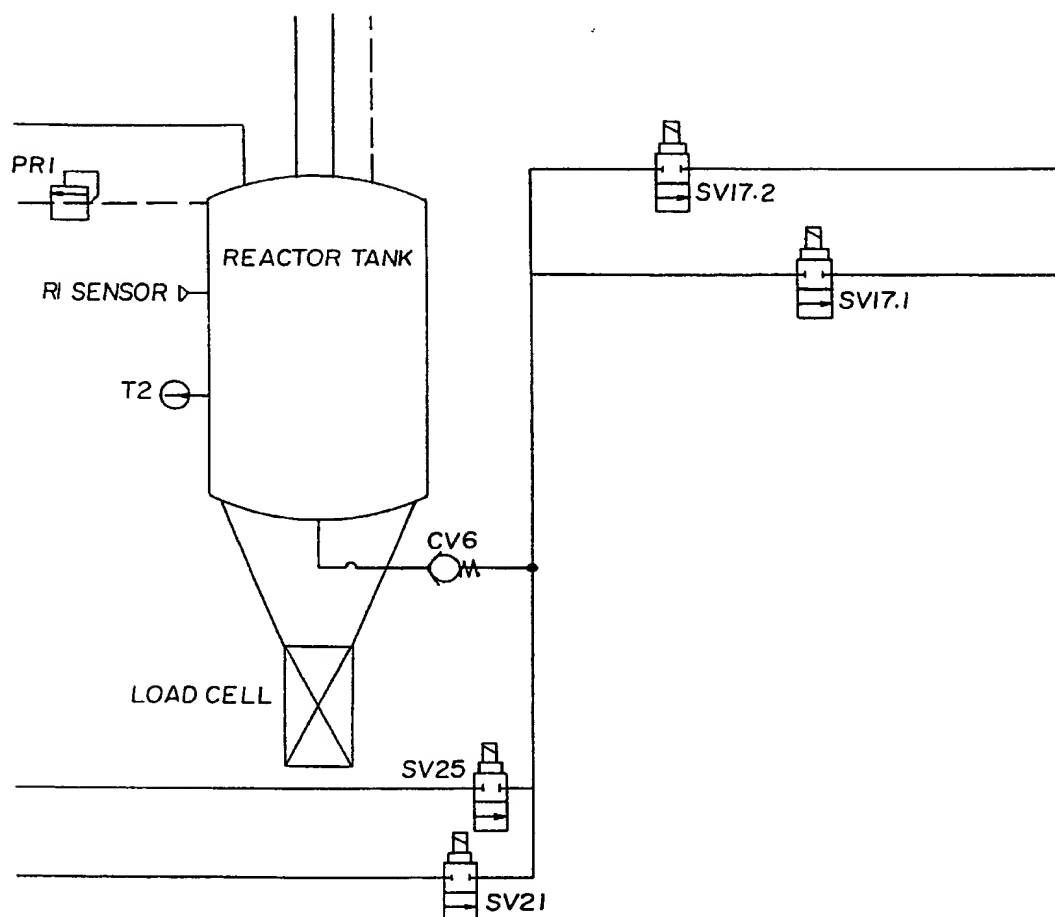 PR1
SV17.2
REACTOR TANK
RI SENSOR
SV17.1
T2
CV6
LOAD CELL
SV25
SV21